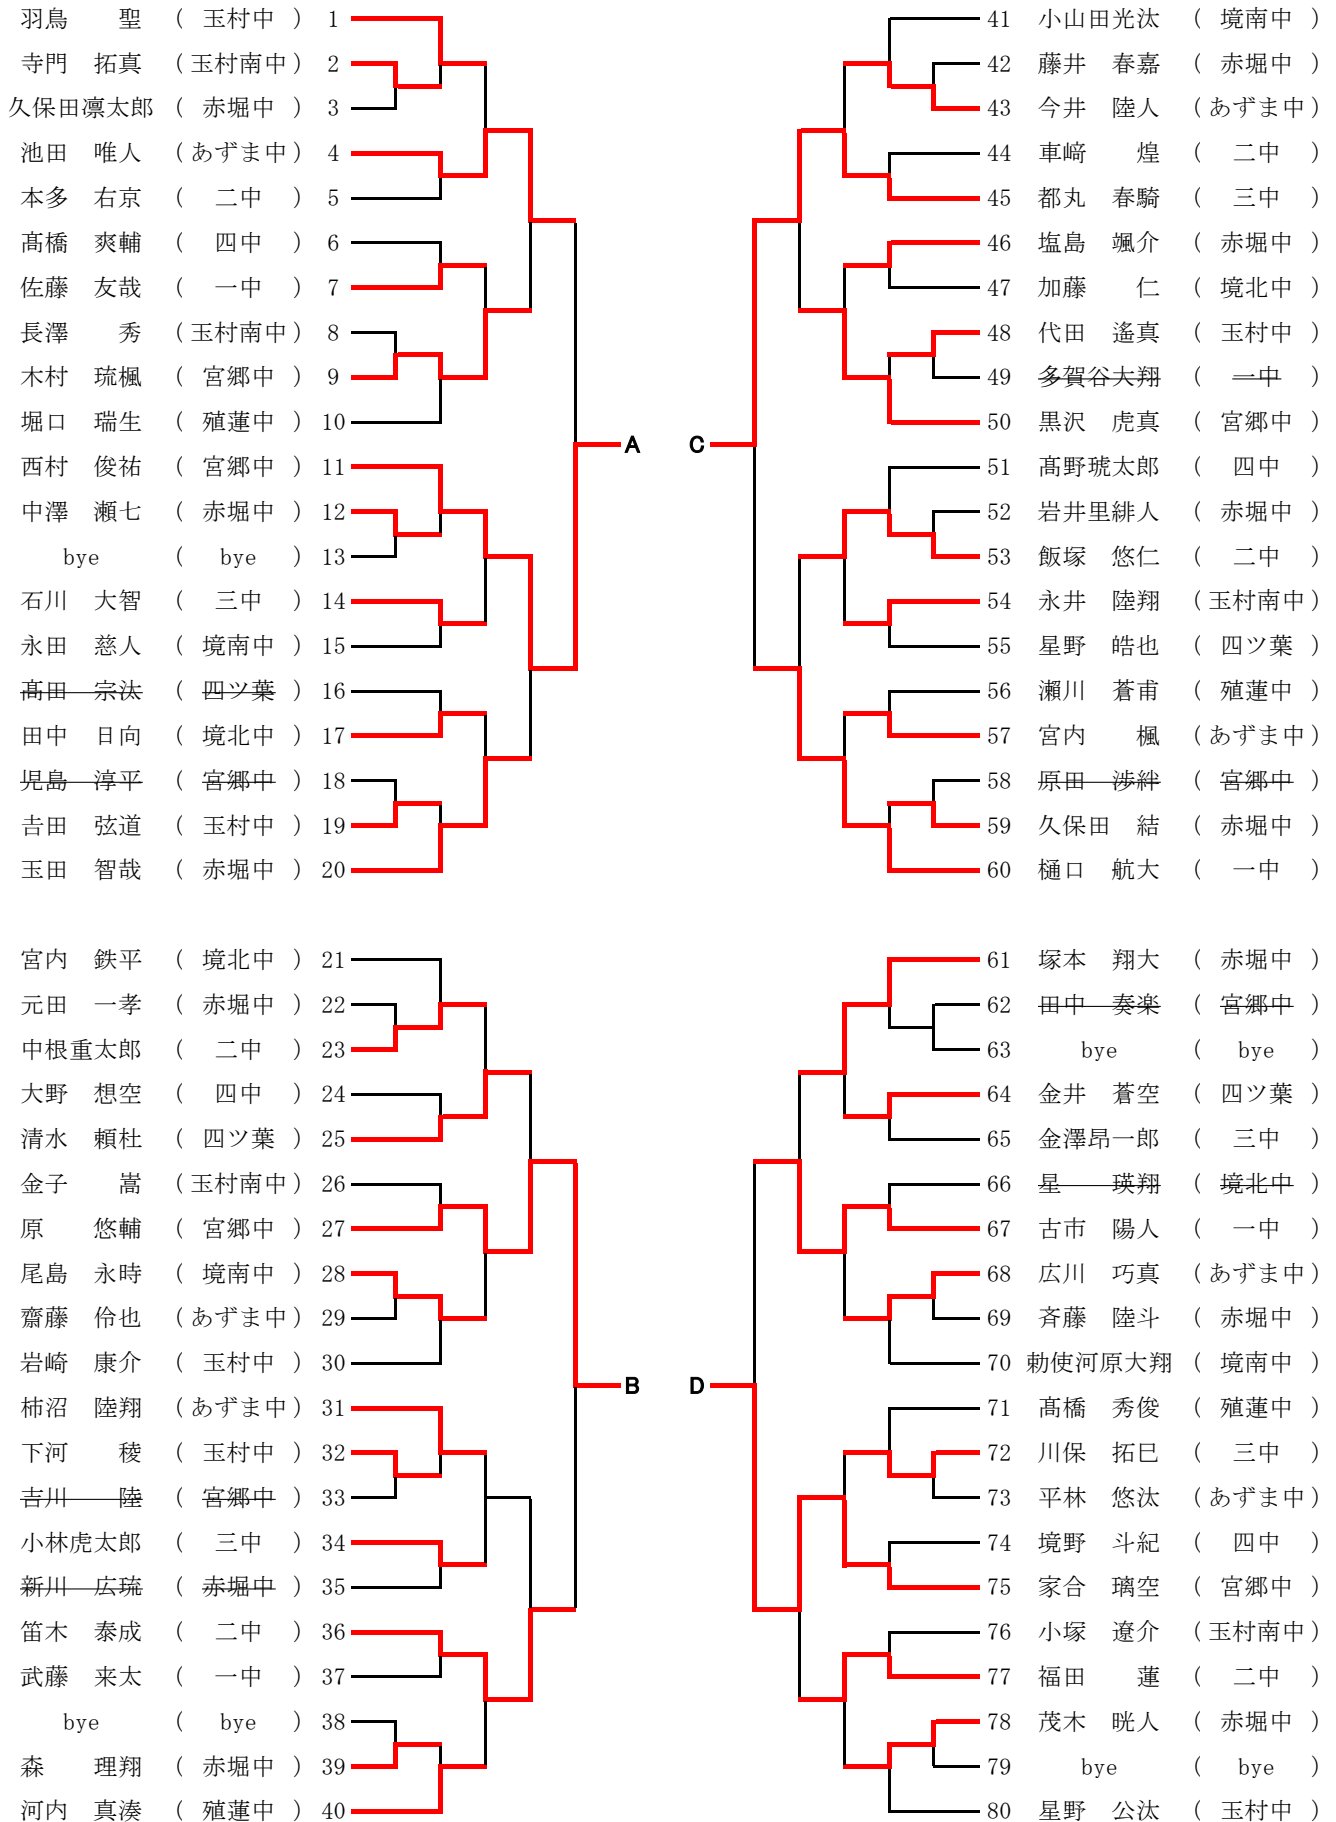 羽鳥 聖 ( 玉村中 ) 1
寺門 拓真 ( 玉村南中 ) 2
久保田凛太郎 ( 赤堀中 ) 3
池田 唯人 ( あずま中 ) 4
本多 右京 ( 二中 ) 5
髙橋 爽輔 ( 四中 ) 6
佐藤 友哉 ( 一中 ) 7
長澤 秀 ( 玉村南中 ) 8
木村 琉楓 ( 宮郷中 ) 9
堀口 瑞生 ( 殖蓮中 ) 10
西村 俊祐 ( 宮郷中 ) 11
中澤 瀬七 ( 赤堀中 ) 12
bye ( bye ) 13
石川 大智 ( 三中 ) 14
永田 慈人 ( 境南中 ) 15
髙田 宗汰 ( 四ツ葉 ) 16
田中 日向 ( 境北中 ) 17
児島 淳平 ( 宮郷中 ) 18
吉田 弦道 ( 玉村中 ) 19
玉田 智哉 ( 赤堀中 ) 20
A
宮内 鉄平 ( 境北中 ) 21
元田 一孝 ( 赤堀中 ) 22
中根重太郎 ( 二中 ) 23
大野 想空 ( 四中 ) 24
清水 頼杜 ( 四ツ葉 ) 25
金子 嵩 ( 玉村南中 ) 26
原 悠輔 ( 宮郷中 ) 27
尾島 永時 ( 境南中 ) 28
齋藤 伶也 ( あずま中 ) 29
岩崎 康介 ( 玉村中 ) 30
柿沼 陸翔 ( あずま中 ) 31
下河 稜 ( 玉村中 ) 32
吉川 陸 ( 宮郷中 ) 33
小林虎太郎 ( 三中 ) 34
新川 広琉 ( 赤堀中 ) 35
笛木 泰成 ( 二中 ) 36
武藤 来太 ( 一中 ) 37
bye ( bye ) 38
森 理翔 ( 赤堀中 ) 39
河内 真湊 ( 殖蓮中 ) 40
B
41 小山田光汰 ( 境南中 )
42 藤井 春嘉 ( 赤堀中 )
43 今井 陸人 ( あずま中 )
44 車﨑 煌 ( 二中 )
45 都丸 春騎 ( 三中 )
46 塩島 颯介 ( 赤堀中 )
47 加藤 仁 ( 境北中 )
48 代田 遙真 ( 玉村中 )
49 多賀谷大翔 ( 一中 )
50 黒沢 虎真 ( 宮郷中 )
51 髙野琥太郎 ( 四中 )
52 岩井里緋人 ( 赤堀中 )
53 飯塚 悠仁 ( 二中 )
54 永井 陸翔 ( 玉村南中 )
55 星野 皓也 ( 四ツ葉 )
56 瀬川 蒼甫 ( 殖蓮中 )
57 宮内 楓 ( あずま中 )
58 原田 渉絆 ( 宮郷中 )
59 久保田 結 ( 赤堀中 )
60 樋口 航大 ( 一中 )
C
61 塚本 翔大 ( 赤堀中 )
62 田中 奏楽 ( 宮郷中 )
63 bye ( bye )
64 金井 蒼空 ( 四ツ葉 )
65 金澤昂一郎 ( 三中 )
66 星 瑛翔 ( 境北中 )
67 古市 陽人 ( 一中 )
68 広川 巧真 ( あずま中 )
69 斉藤 陸斗 ( 赤堀中 )
70 勅使河原大翔 ( 境南中 )
71 髙橋 秀俊 ( 殖蓮中 )
72 川保 拓巳 ( 三中 )
73 平林 悠汰 ( あずま中 )
74 境野 斗紀 ( 四中 )
75 家合 璃空 ( 宮郷中 )
76 小塚 遼介 ( 玉村南中 )
77 福田 蓮 ( 二中 )
78 茂木 晄人 ( 赤堀中 )
79 bye ( bye )
80 星野 公汰 ( 玉村中 )
D